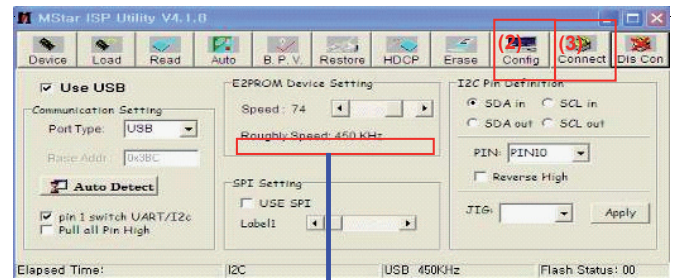 MStar ISP Utility V4.1.0
Device Load Read Auto B.P.V. Restore HDCP Erase (2) Config (3) Connect Dis Con
Use USB
Communication Setting
Port Type: USB
Base Addr: 0x3BC
Auto Detect
pin 1 switch UART/I2c
Pull all Pin High
E2PROM Device Setting
Speed: 74
Roughly Speed: 450 KHz
SPI Setting
USE SPI
Label1
I2C Pin Definition
SDA in SCL in
SDA out SCL out
PIN: PIN10
Reverse High
JIG: Apply
Elapsed Time: I2C USB 450KHz Flash Status: 00